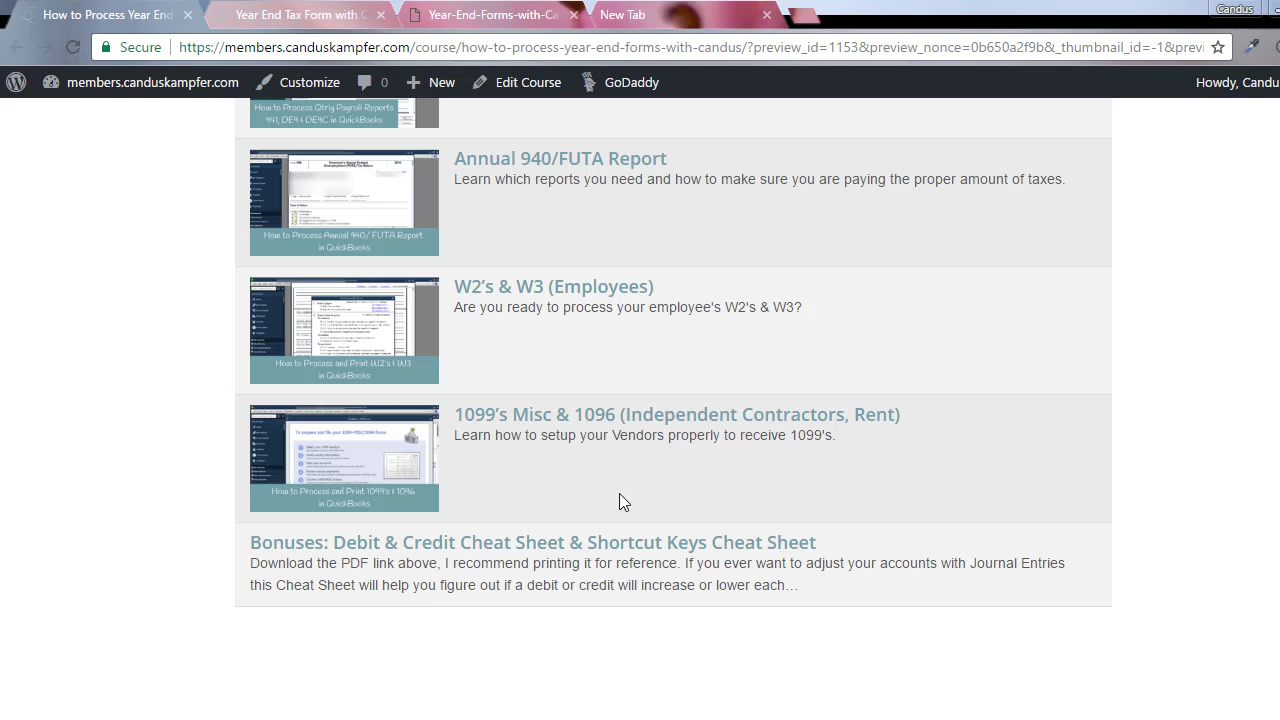 How to Process Year End
Year End Tax Form with C
Year-End-Forms-with-Ca
New Tab
Candus
Secure
https://members.canduskampfer.com/course/how-to-process-year-end-forms-with-candus/?preview_id=1153&preview_nonce=0b650a2f9b&_thumbnail_id=-1&previ
members.canduskampfer.com
Customize
0
New
Edit Course
GoDaddy
Howdy, Candu
How to Process Qtrly Payroll Reports
941, DE9 & DE9C in QuickBooks
Annual 940/FUTA Report
Learn which reports you need and how to make sure you are paying the proper amount of taxes.
How to Process Annual 940/ FUTA Report
in QuickBooks
W2’s & W3 (Employees)
Are you ready to process your employee's W2's & W3?
How to Process and Print W2's & W3
in QuickBooks
1099’s Misc & 1096 (Independent Contractors, Rent)
Learn how to setup your Vendors properly to receive 1099's.
To prepare and file your 1099-MISC/1096 forms
How to Process and Print 1099's & 1096
in QuickBooks
Bonuses: Debit & Credit Cheat Sheet & Shortcut Keys Cheat Sheet
Download the PDF link above, I recommend printing it for reference. If you ever want to adjust your accounts with Journal Entries
this Cheat Sheet will help you figure out if a debit or credit will increase or lower each…